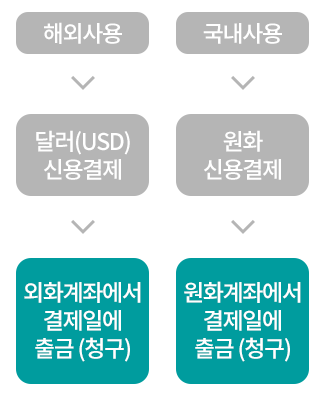 해외사용
달러(USD)
신용결제
외화계좌에서
결제일에
출금 (청구)
국내사용
원화
신용결제
원화계좌에서
결제일에
출금 (청구)